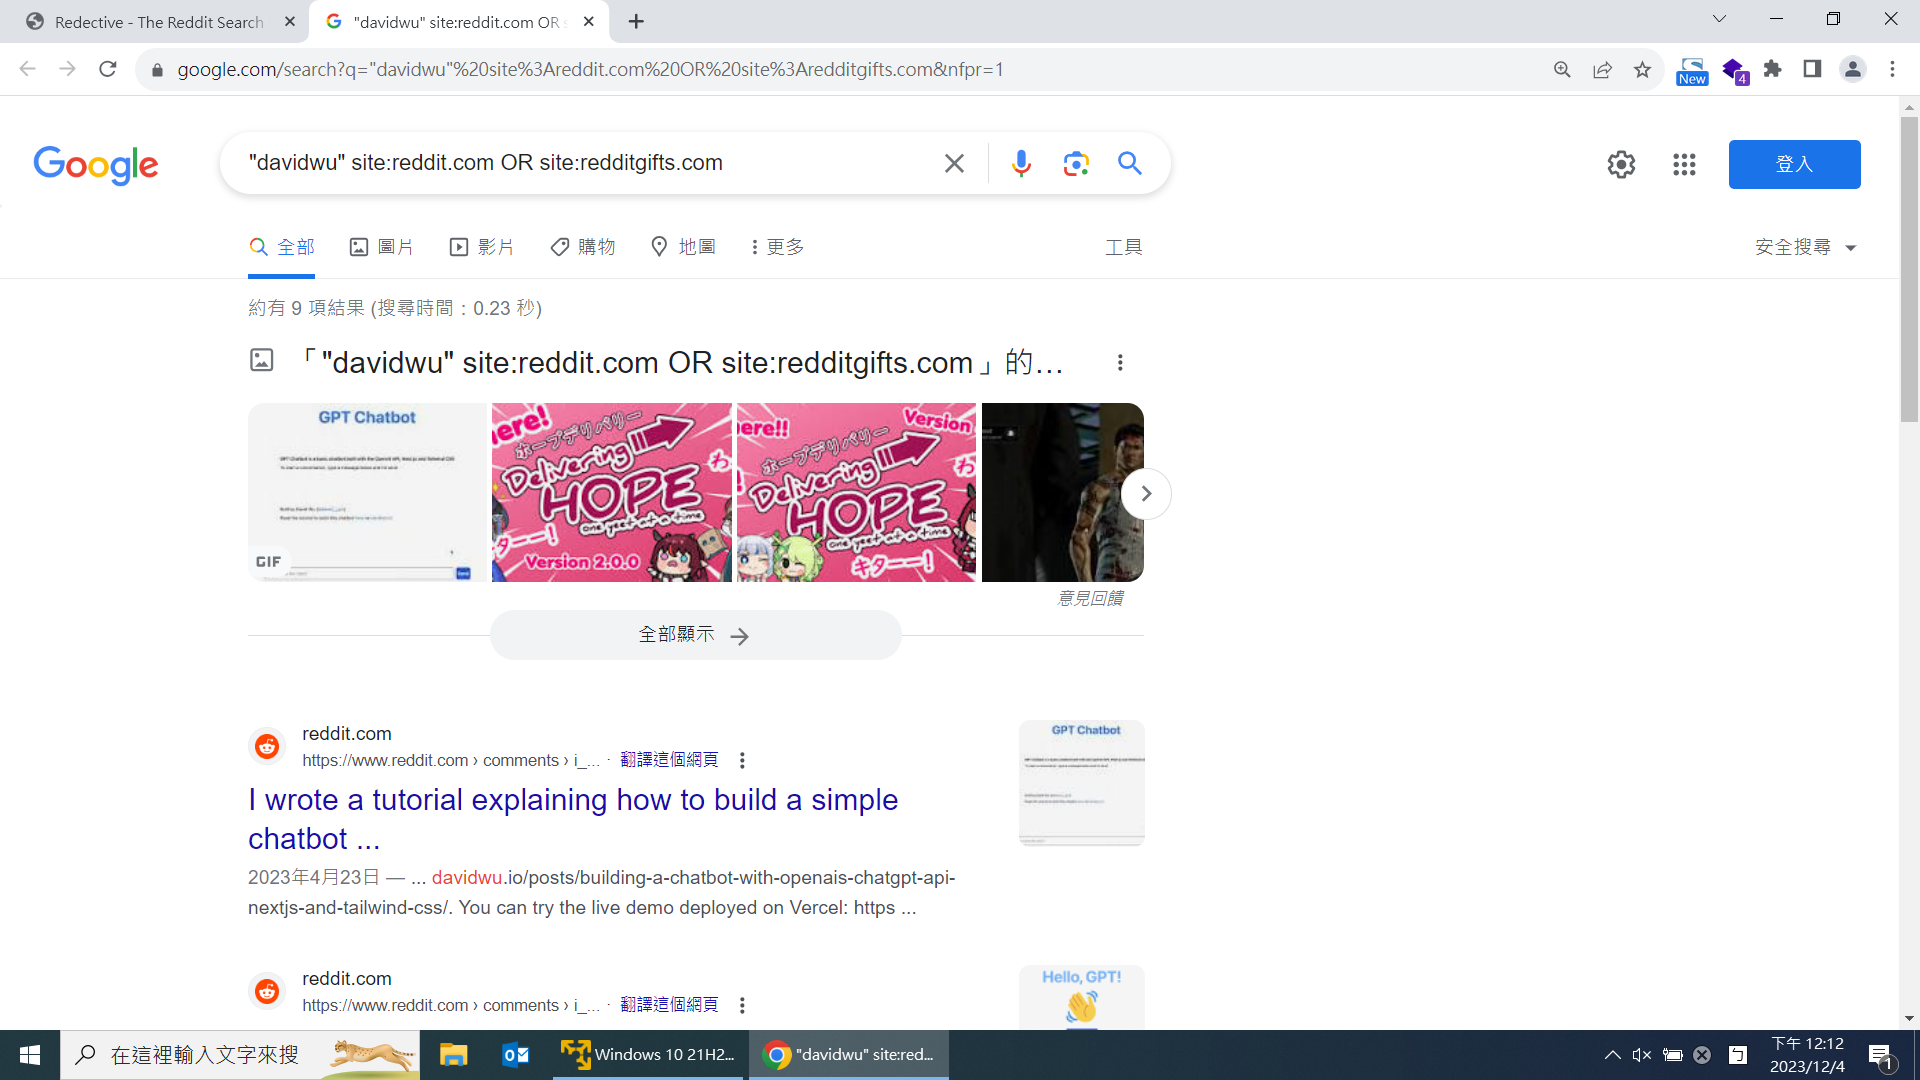 Redective - The Reddit Search
"davidwu" site:reddit.com OR s
google.com/search?q="davidwu"%20site%3Areddit.com%20OR%20site%3Aredditgifts.com&nfpr=1
New
4
Google
"davidwu" site:reddit.com OR site:redditgifts.com
登入
全部
圖片
影片
購物
地圖
更多
工具
安全搜尋
約有 9 項結果 (搜尋時間：0.23 秒)
「"davidwu" site:reddit.com OR site:redditgifts.com」的…
GPT Chatbot
GIF
ere!
ホープデリバリー
Delivering
HOPE
one yeet at a time
Version 2.0.0
ere!!
Version
ホープデリバリー
Delivering
HOPE
one yeet at a time
キターー!
意見回饋
全部顯示
reddit.com
https://www.reddit.com › comments › i_... · 翻譯這個網頁
I wrote a tutorial explaining how to build a simple
chatbot ...
2023年4月23日 — ... davidwu.io/posts/building-a-chatbot-with-openais-chatgpt-api-
nextjs-and-tailwind-css/. You can try the live demo deployed on Vercel: https ...
GPT Chatbot
reddit.com
https://www.reddit.com › comments › i_... · 翻譯這個網頁
Hello, GPT!
在這裡輸入文字來搜
Windows 10 21H2...
"davidwu" site:red...
下午 12:12
2023/12/4
1